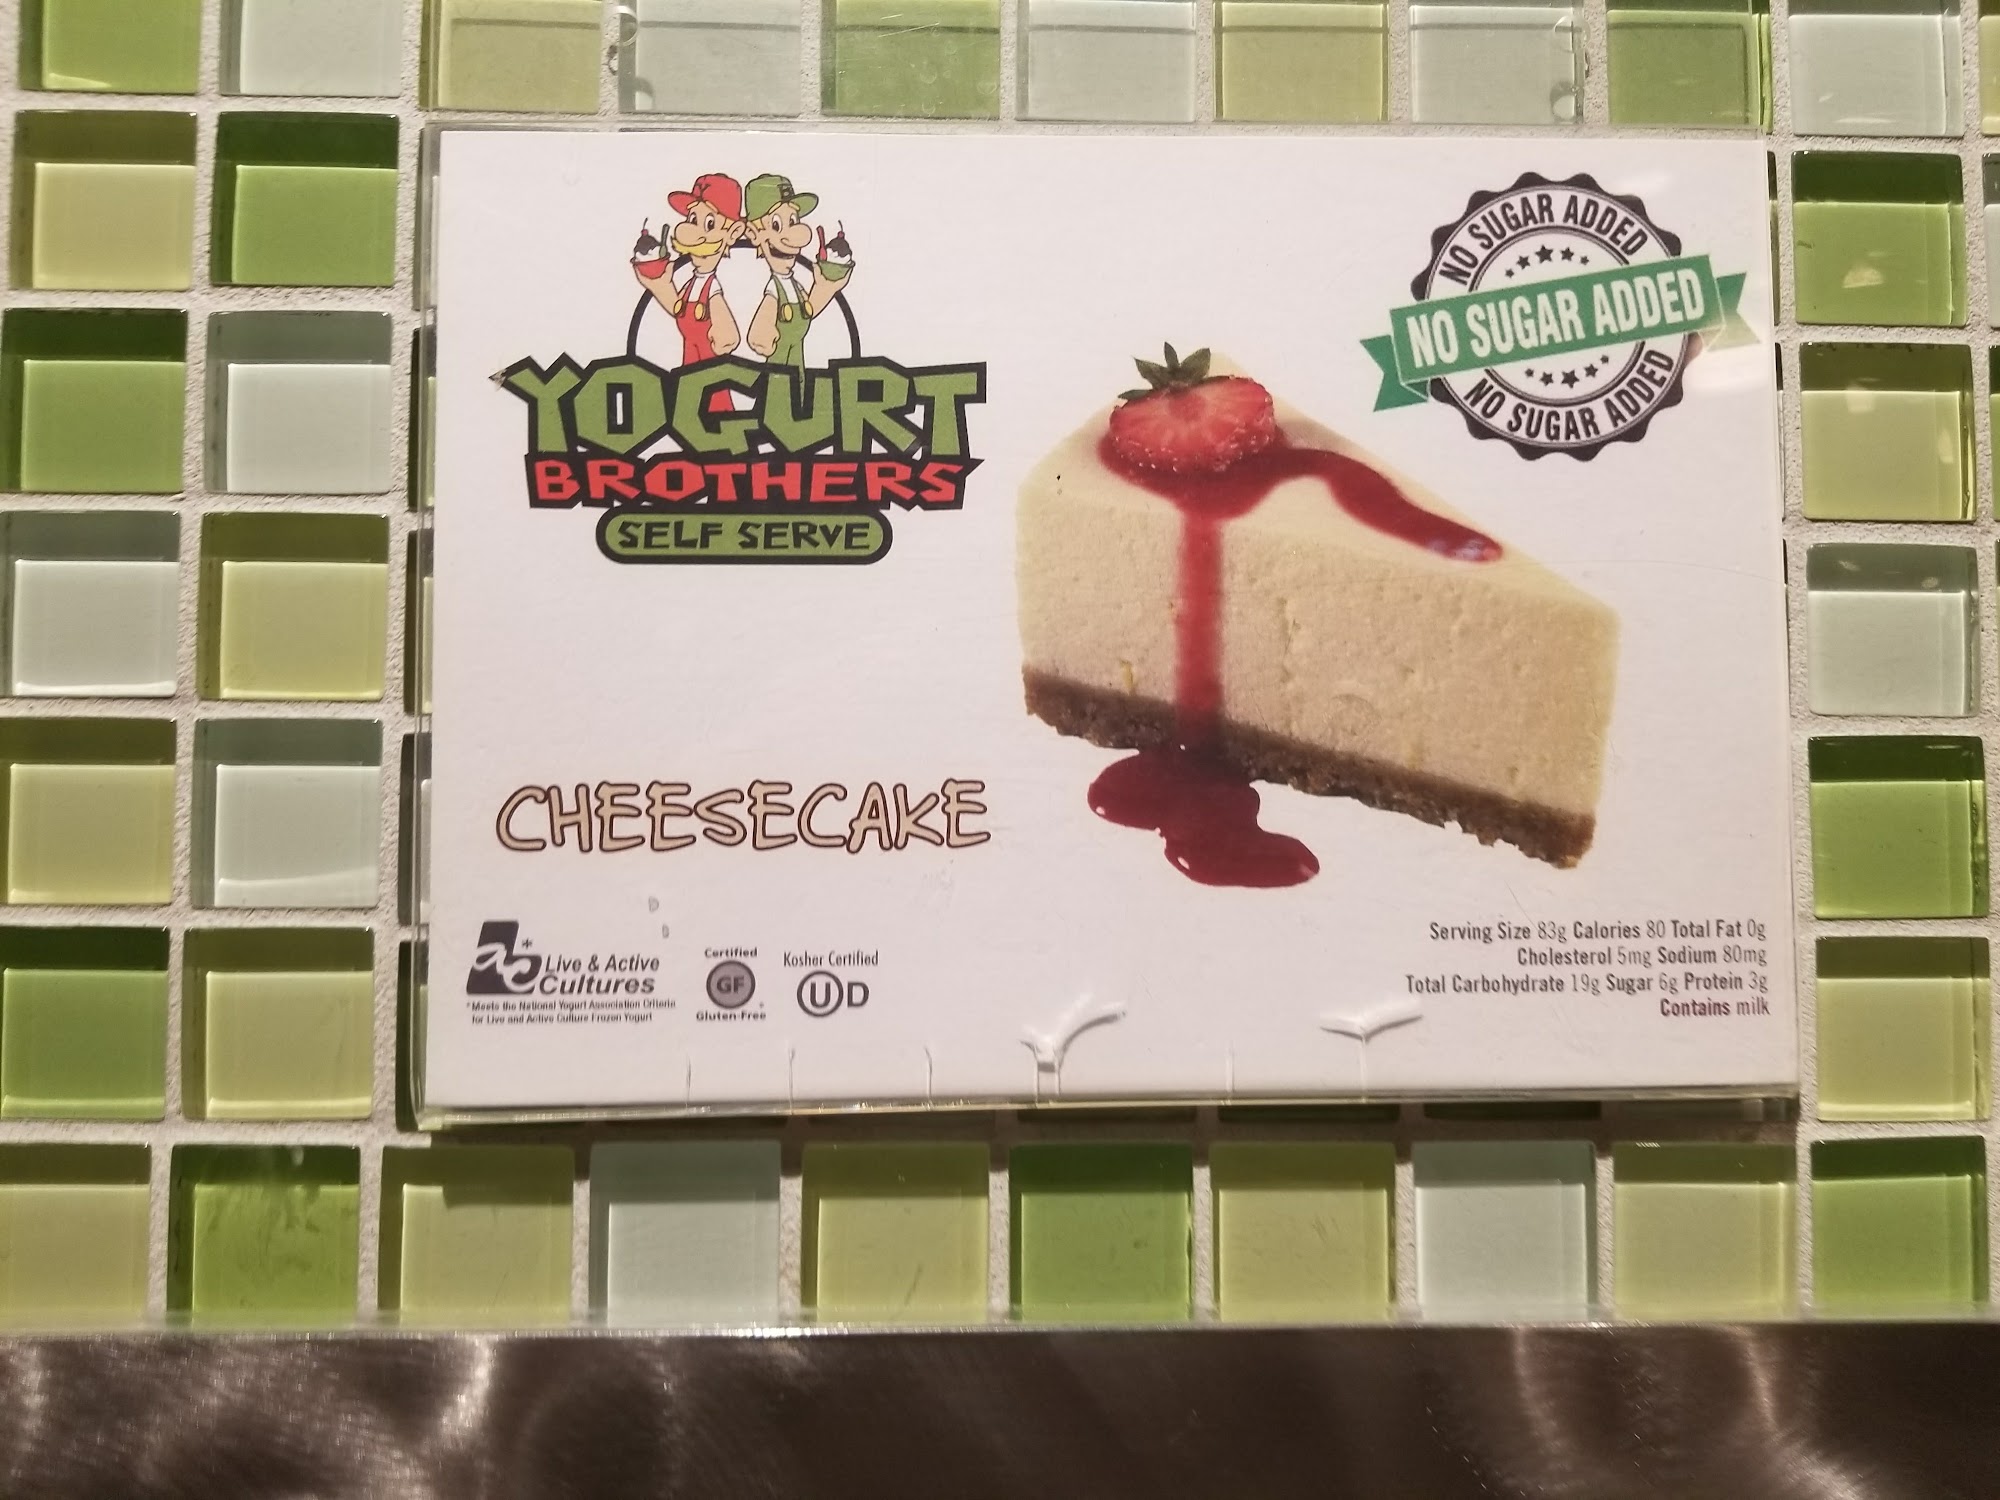 Y B
YOGURT
BROTHERS
SELF SERVE
NO SUGAR ADDED
NO SUGAR ADDED
NO SUGAR ADDED
CHEESECAKE
ac* Live & Active
Cultures
*Meets the National Yogurt Association Criteria
for Live and Active Culture Frozen Yogurt
Certified
GF
Gluten-Free
Kosher Certified
U D
Serving Size 83g Calories 80 Total Fat 0g
Cholesterol 5mg Sodium 80mg
Total Carbohydrate 19g Sugar 6g Protein 3g
Contains milk